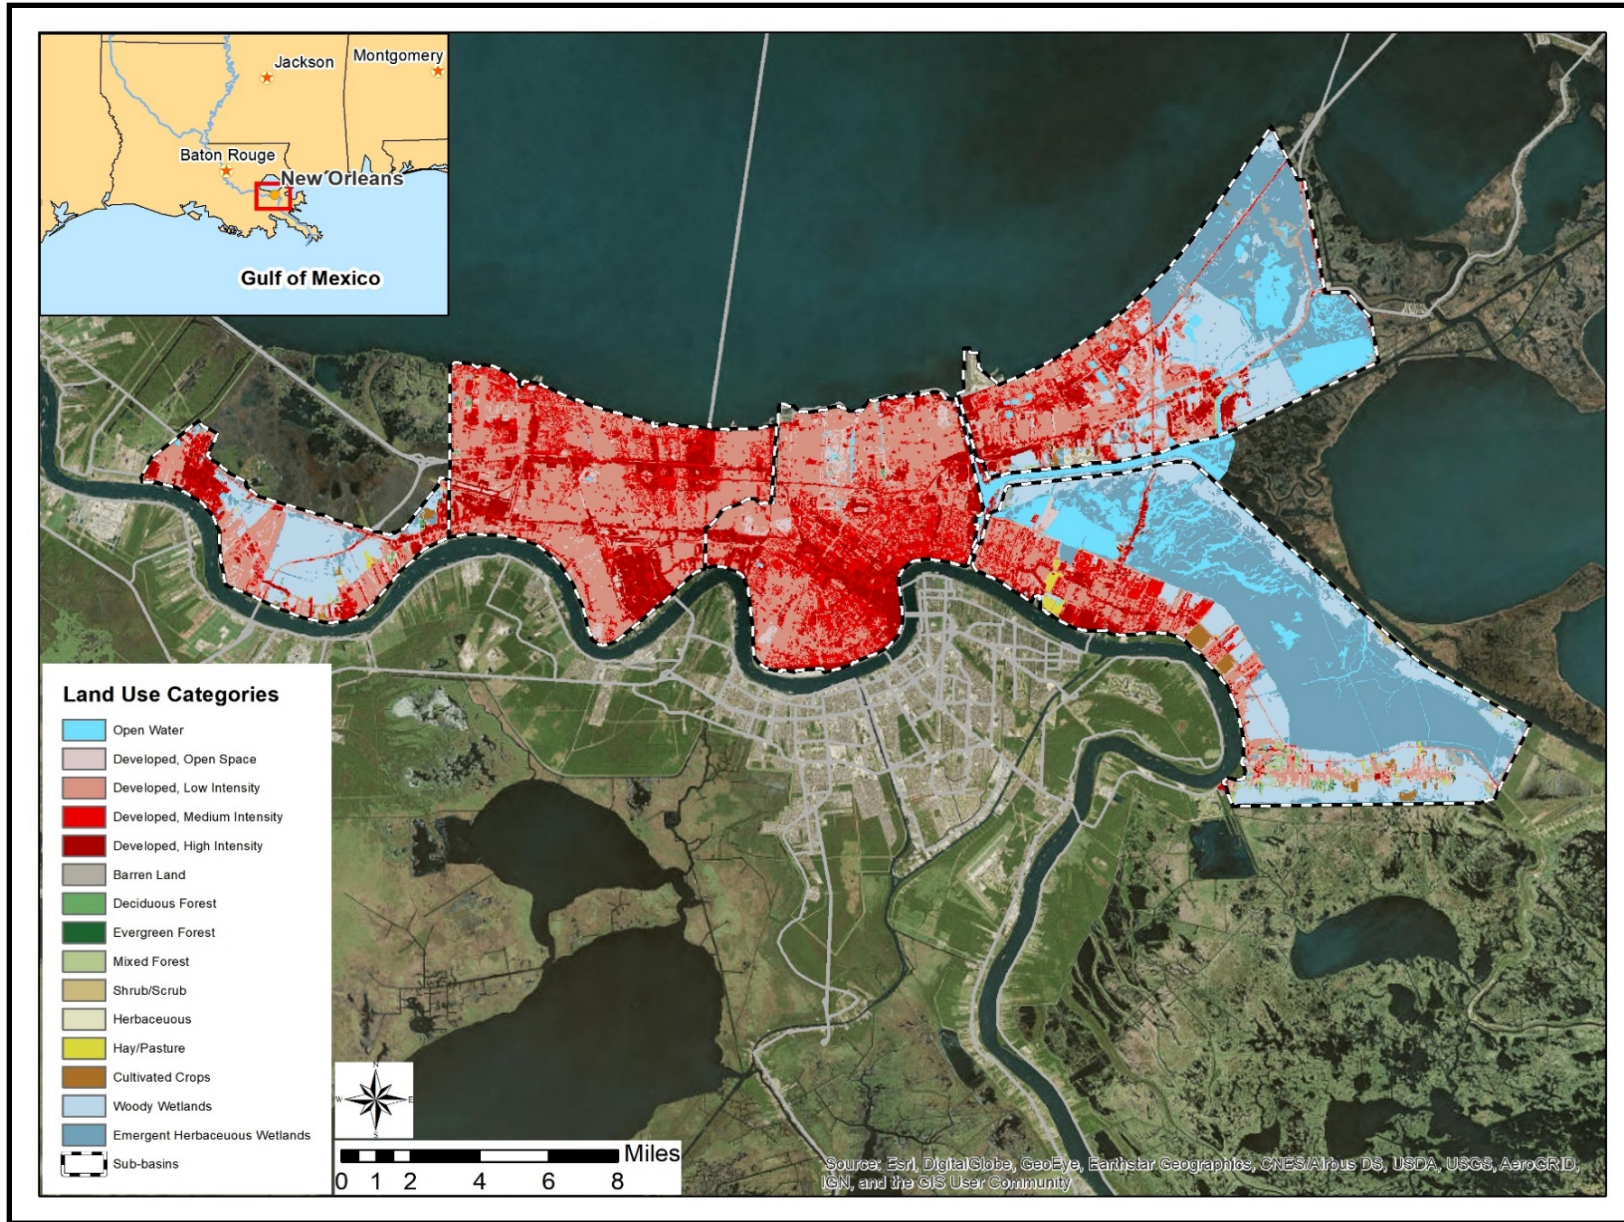 Jackson
Montgomery
Baton Rouge
New Orleans
Gulf of Mexico
Land Use Categories
Open Water
Developed, Open Space
Developed, Low Intensity
Developed, Medium Intensity
Developed, High Intensity
Barren Land
Deciduous Forest
Evergreen Forest
Mixed Forest
Shrub/Scrub
Herbaceuous
Hay/Pasture
Cultivated Crops
Woody Wetlands
Emergent Herbaceuous Wetlands
Sub-basins
N
W E
S
Miles
0 1 2 4 6 8
Source: Esri, DigitalGlobe, GeoEye, Earthstar Geographics, CNES/Airbus DS, USDA, USGS, AeroGRID,
IGN, and the GIS User Community